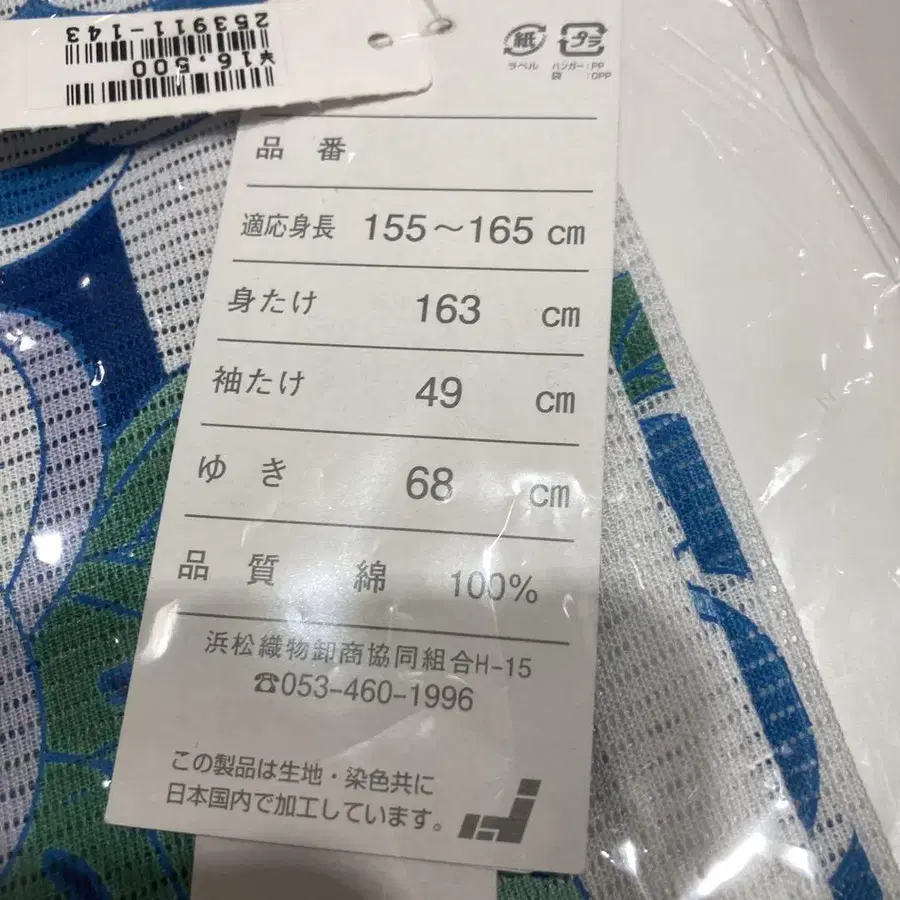 253911-143
¥16,500
紙
プラ
ラベル
ハンガー:PP
袋 :OPP
品番
適応身長 155～165 cm
身たけ 163 cm
袖たけ 49 cm
ゆき 68 cm
品質 綿 100%
浜松織物卸商協同組合H-15
☎053-460-1996
この製品は生地・染色共に
日本国内で加工しています。